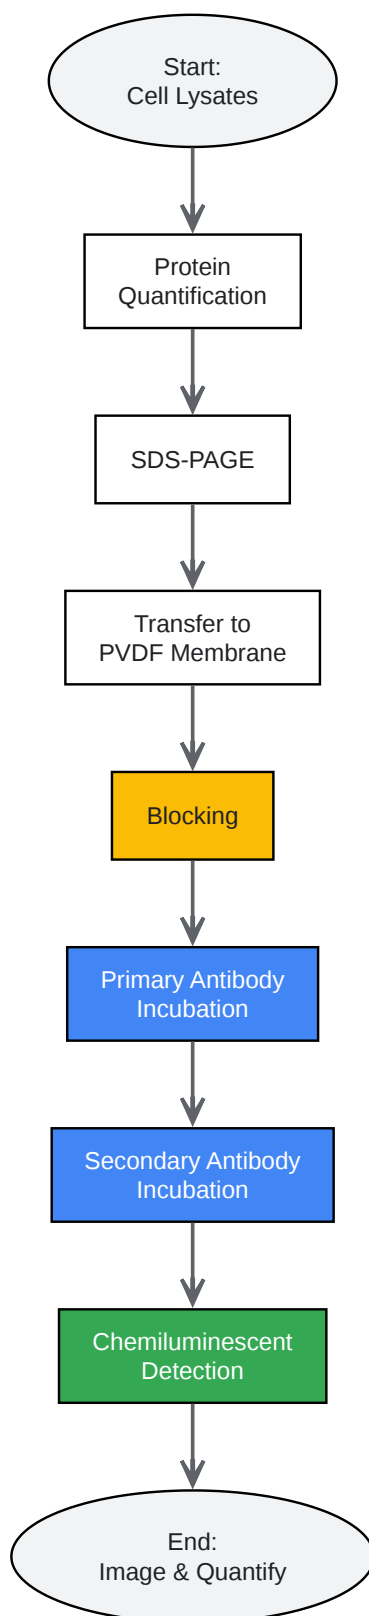 Start:
Cell Lysates
Protein
Quantification
SDS-PAGE
Transfer to
PVDF Membrane
Blocking
Primary Antibody
Incubation
Secondary Antibody
Incubation
Chemiluminescent
Detection
End:
Image & Quantify